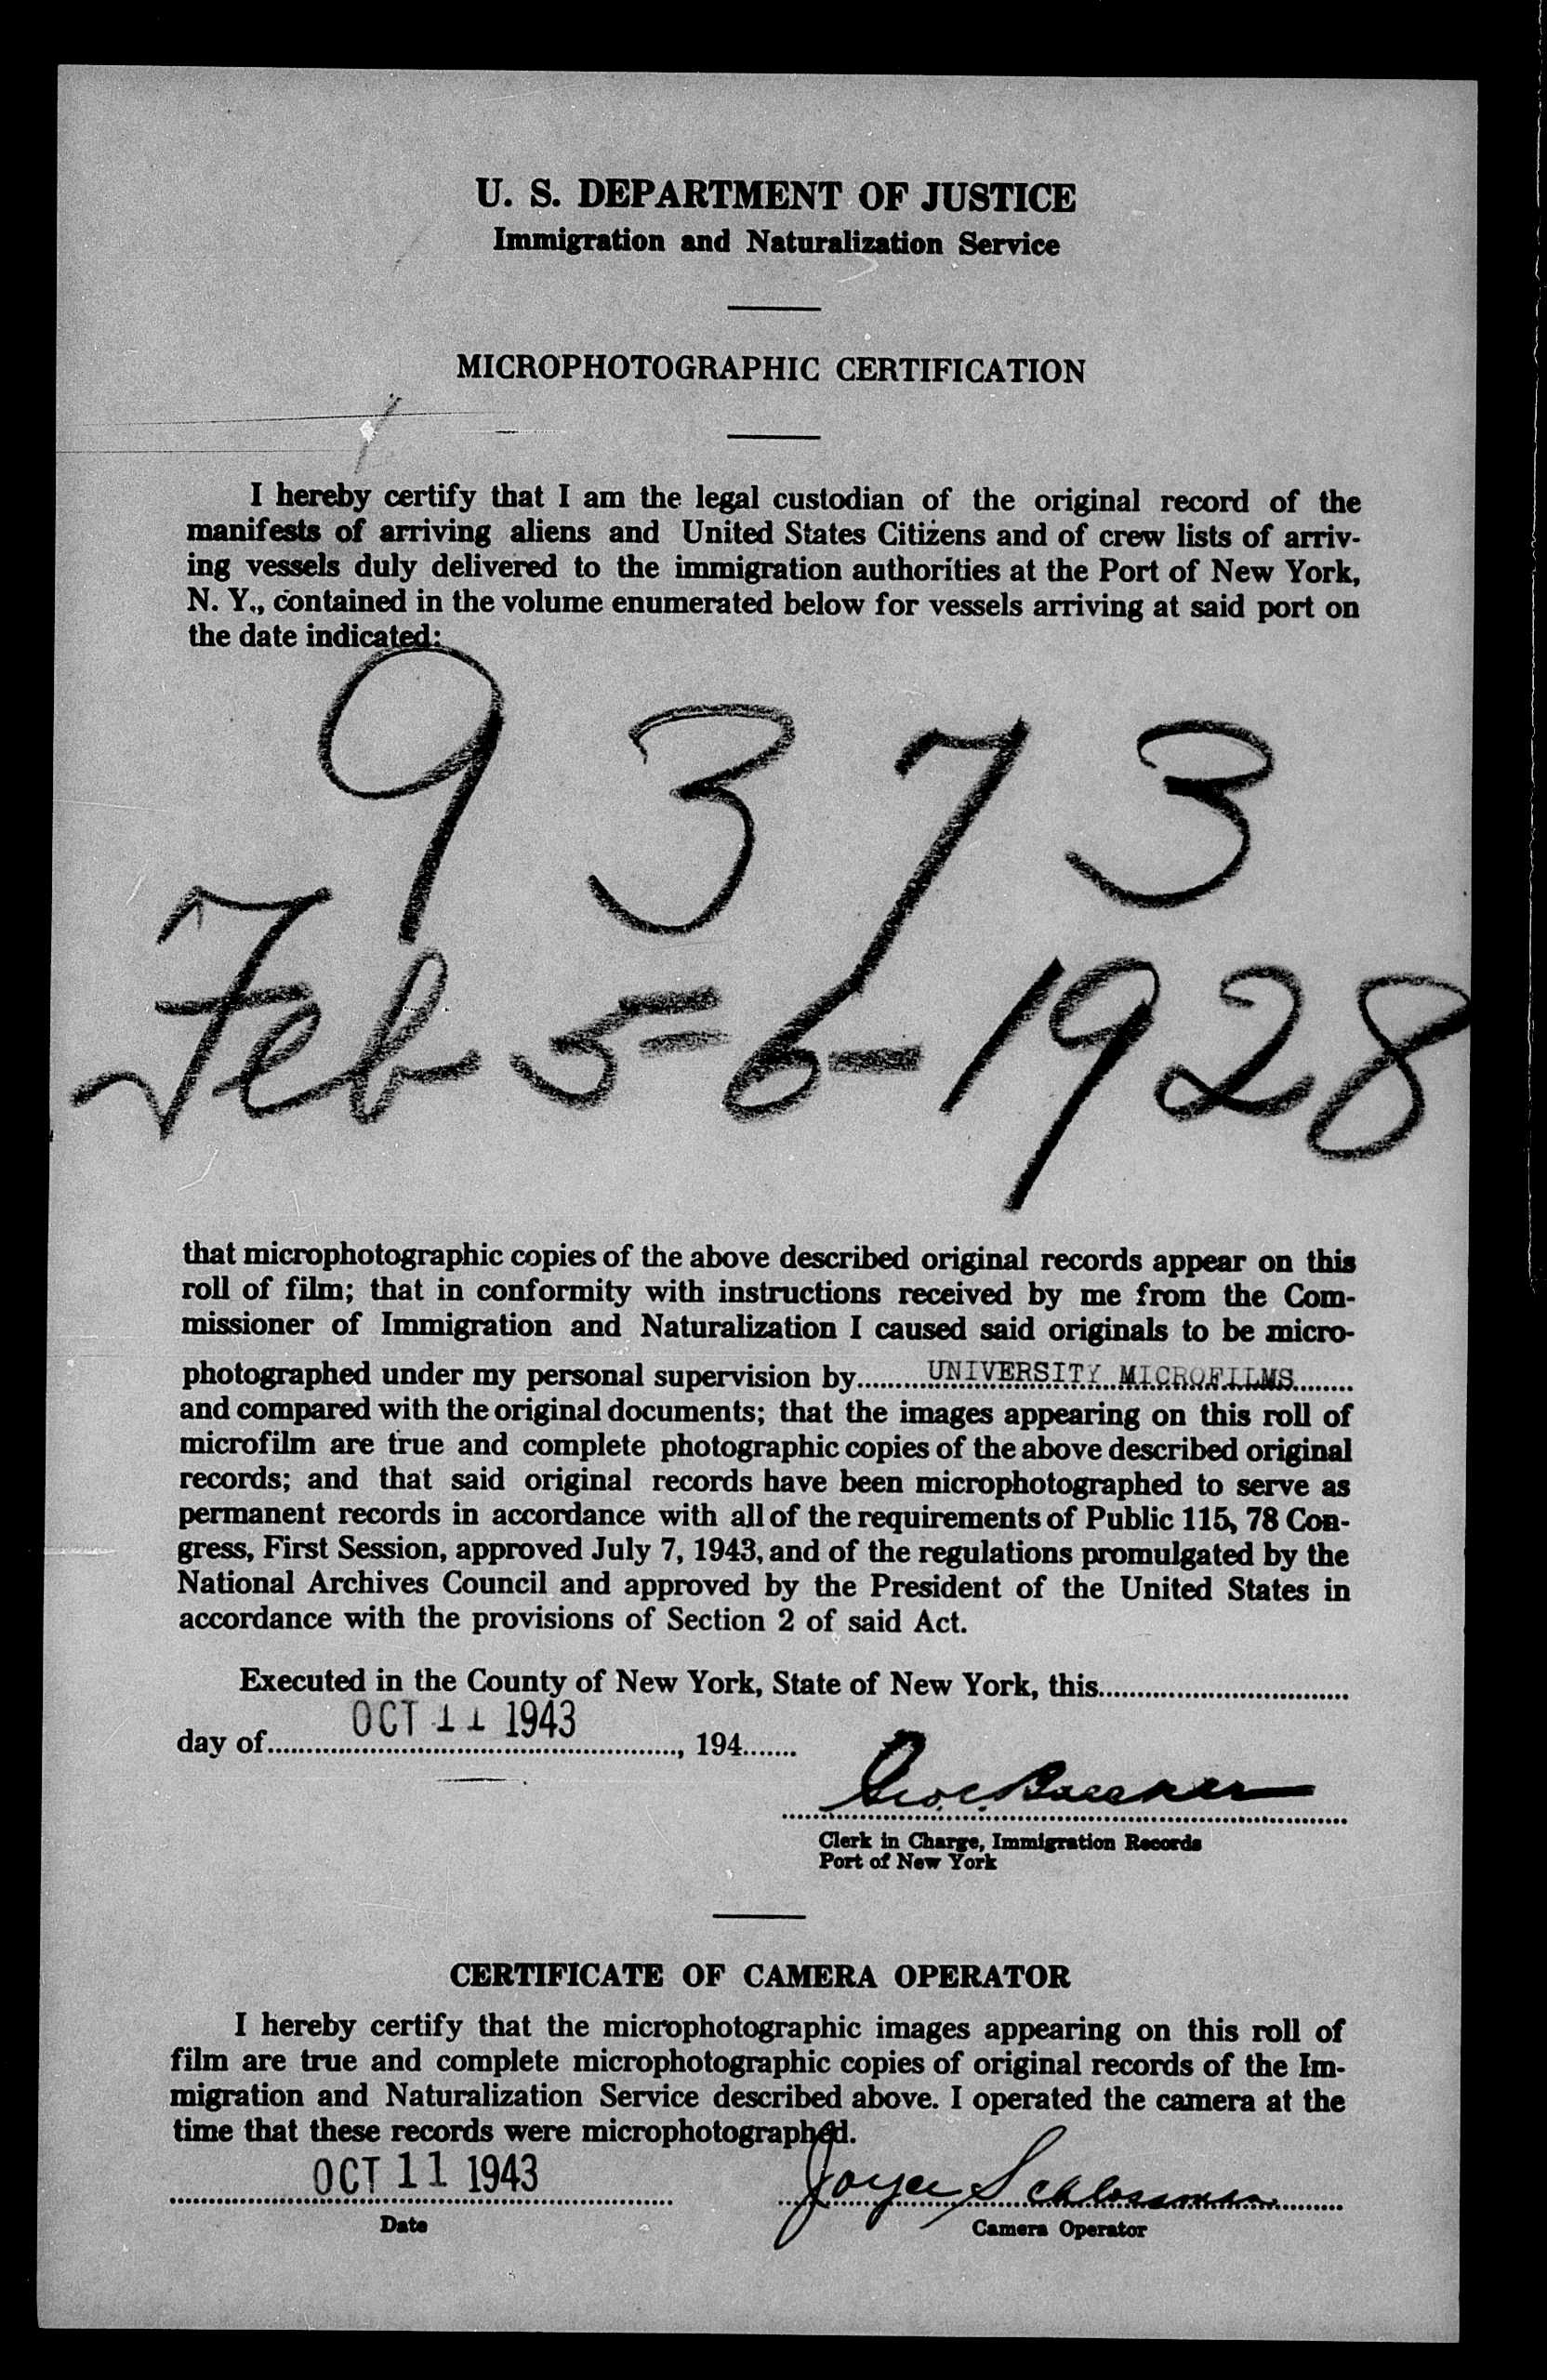 U. S. DEPARTMENT OF JUSTICE
Immigration and Naturalization Service
MICROPHOTOGRAPHIC CERTIFICATION
I hereby certify that I am the legal custodian of the original record of the
manifests of arriving aliens and United States Citizens and of crew lists of arriv-
ing vessels duly delivered to the immigration authorities at the Port of New York,
N. Y., contained in the volume enumerated below for vessels arriving at said port on
the date indicated:
9373
Feb 5=6-1928
that microphotographic copies of the above described original records appear on this
roll of film; that in conformity with instructions received by me from the Com-
missioner of Immigration and Naturalization I caused said originals to be micro-
photographed under my personal supervision by UNIVERSITY MICROFILMS
and compared with the original documents; that the images appearing on this roll of
microfilm are true and complete photographic copies of the above described original
records; and that said original records have been microphotographed to serve as
permanent records in accordance with all of the requirements of Public 115, 78 Con-
gress, First Session, approved July 7, 1943, and of the regulations promulgated by the
National Archives Council and approved by the President of the United States in
accordance with the provisions of Section 2 of said Act.
Executed in the County of New York, State of New York, this
day of OCT 11 1943, 194
Clerk in Charge, Immigration Records
Port of New York
CERTIFICATE OF CAMERA OPERATOR
I hereby certify that the microphotographic images appearing on this roll of
film are true and complete microphotographic copies of original records of the Im-
migration and Naturalization Service described above. I operated the camera at the
time that these records were microphotographed.
OCT 11 1943 Joyce Schlossman
Date Camera Operator